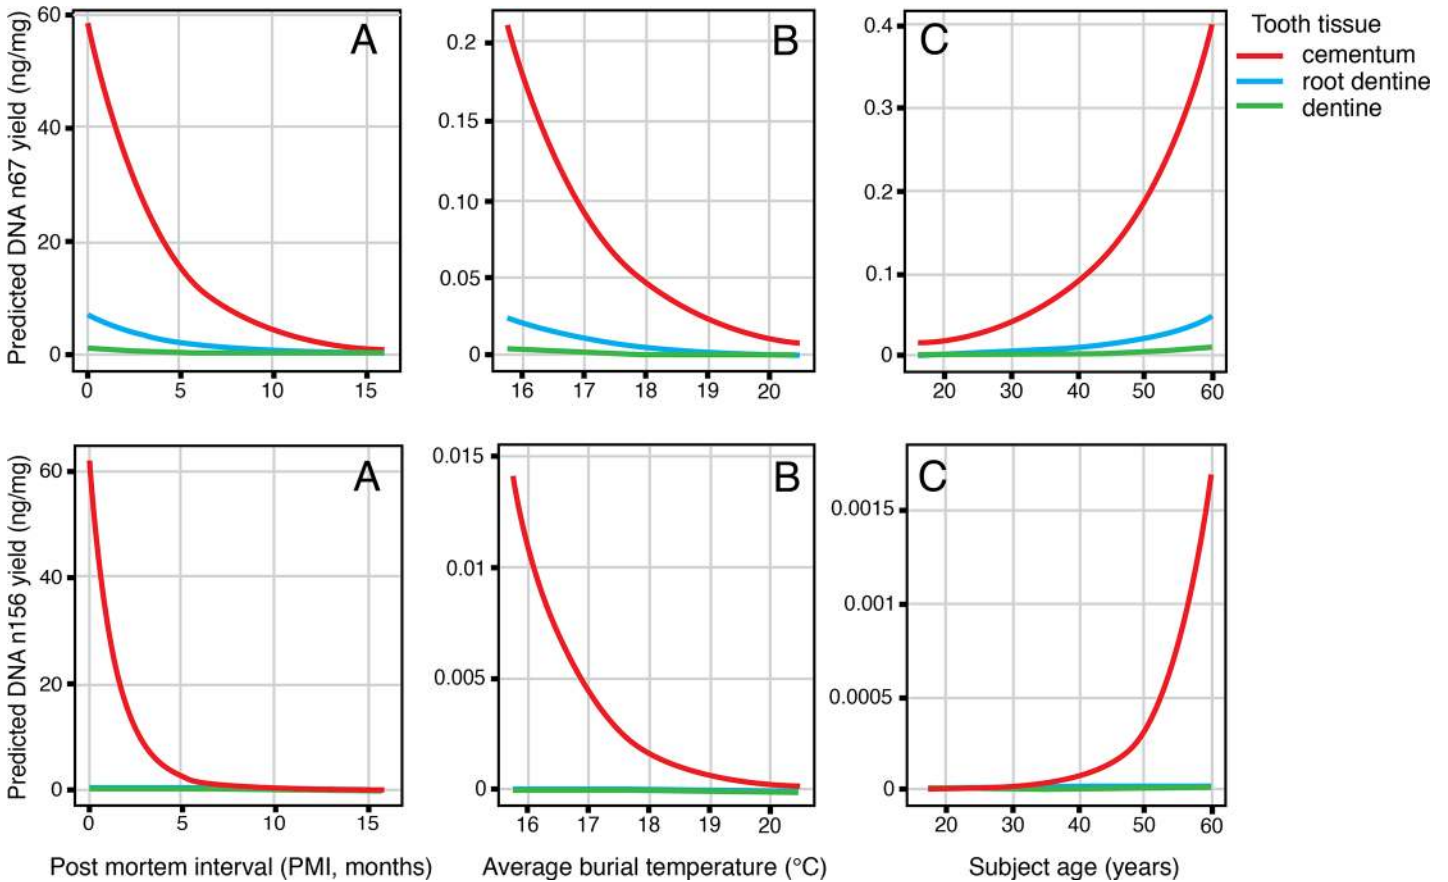 Predicted DNA n67 yield (ng/mg)
60
40
20
0
0 5 10 15
A
0.2
0.15
0.10
0.05
0
16 17 18 19 20
B
0.4
0.3
0.2
0.1
0
20 30 40 50 60
C
Tooth tissue
cementum
root dentine
dentine
Predicted DNA n156 yield (ng/mg)
60
40
20
0
0 5 10 15
A
Post mortem interval (PMI, months)
0.015
0.01
0.005
0
16 17 18 19 20
B
Average burial temperature (°C)
0.0015
0.001
0.0005
0
20 30 40 50 60
C
Subject age (years)